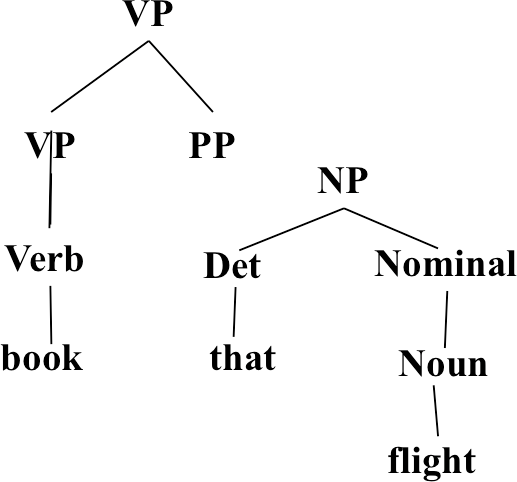 VP
VP PP
NP
Verb Det Nominal
book that Noun
flight